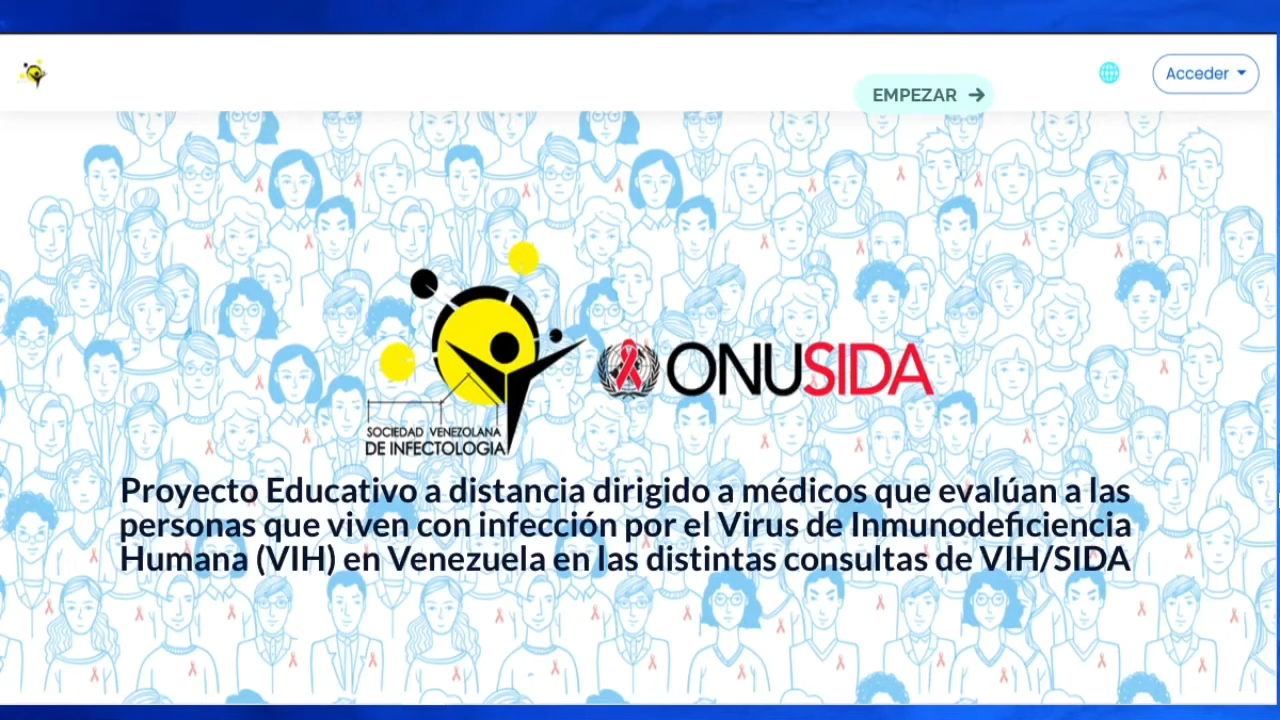 Acceder
EMPEZAR
SOCIEDAD VENEZOLANA
DE INFECTOLOGIA
ONUSIDA
Proyecto Educativo a distancia dirigido a médicos que evalúan a las
personas que viven con infección por el Virus de Inmunodeficiencia
Humana (VIH) en Venezuela en las distintas consultas de VIH/SIDA